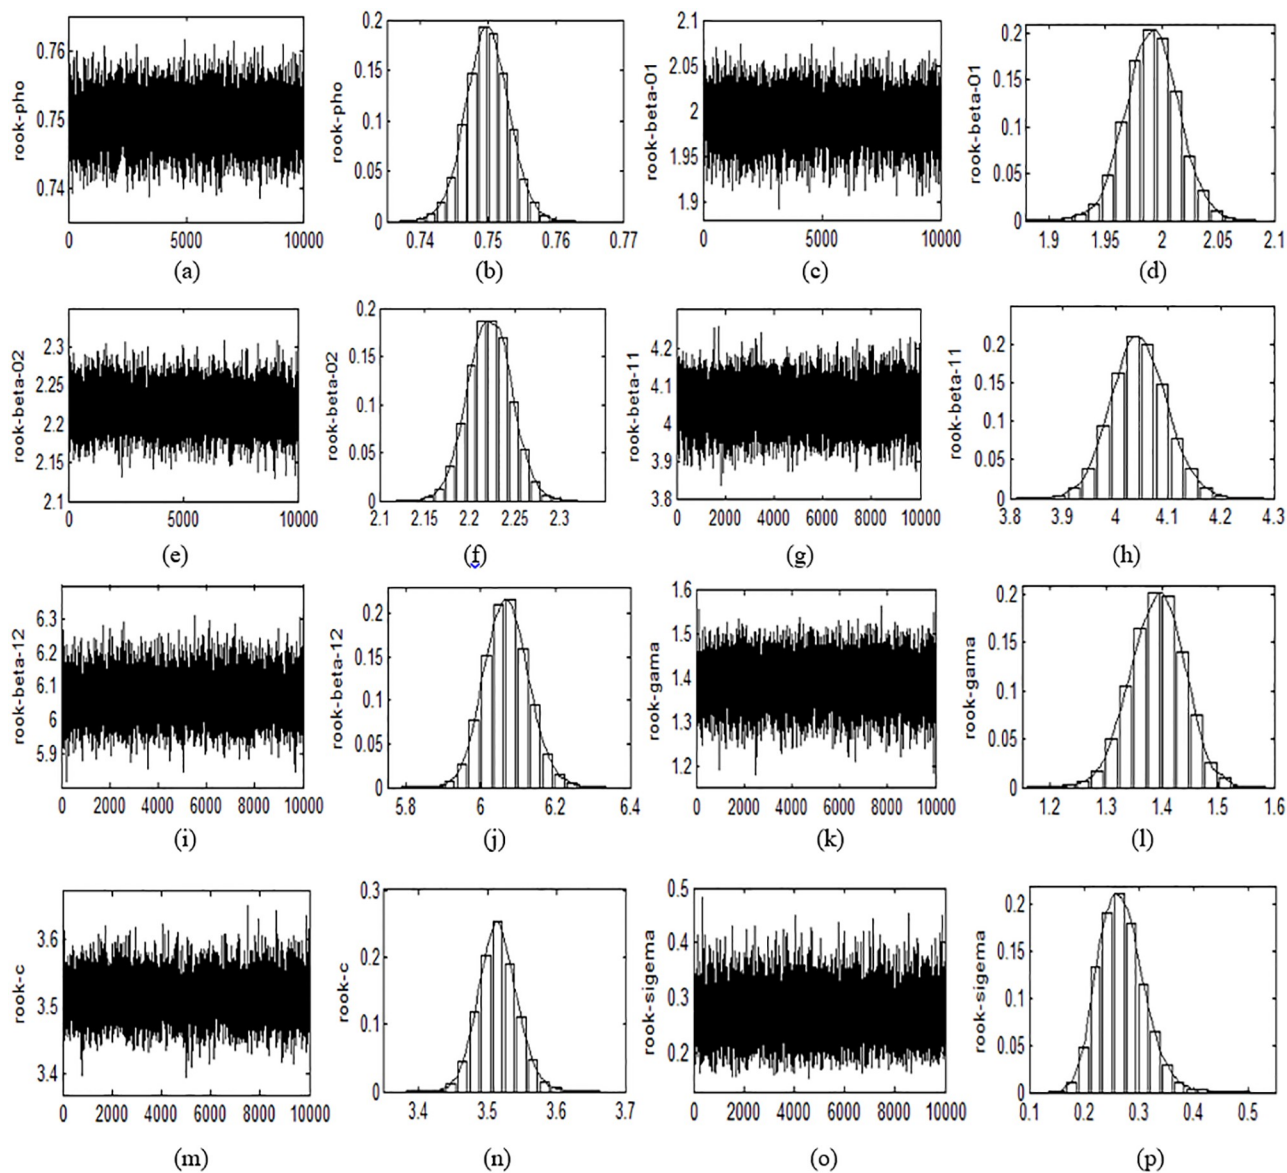 rook-pho
0.76
0.75
0.74
0 5000 10000
(a)
rook-pho
0.2
0.15
0.1
0.05
0
0.74 0.75 0.76 0.77
(b)
rook-beta-01
2.1
2.05
2
1.95
1.9
0 5000 10000
(c)
rook-beta-01
0.2
0.15
0.1
0.05
0
1.9 1.95 2 2.05 2.1
(d)
rook-beta-02
2.3
2.25
2.2
2.15
2.1
0 5000 10000
(e)
rook-beta-02
0.2
0.15
0.1
0.05
0
2.1 2.15 2.2 2.25 2.3
(f)
rook-beta-11
4.2
4.1
4
3.9
3.8
0 2000 4000 6000 8000 10000
(g)
rook-beta-11
0.2
0.15
0.1
0.05
0
3.8 3.9 4 4.1 4.2 4.3
(h)
rook-beta-12
6.3
6.2
6.1
6
5.9
0 2000 4000 6000 8000 10000
(i)
rook-beta-12
0.2
0.15
0.1
0.05
0
5.8 6 6.2 6.4
(j)
rook-gama
1.6
1.5
1.4
1.3
1.2
0 2000 4000 6000 8000 10000
(k)
rook-gama
0.2
0.15
0.1
0.05
0
1.2 1.3 1.4 1.5 1.6
(l)
rook-c
3.6
3.5
3.4
0 2000 4000 6000 8000 10000
(m)
rook-c
0.3
0.2
0.1
0
3.4 3.5 3.6 3.7
(n)
rook-sigema
0.5
0.4
0.3
0.2
0 2000 4000 6000 8000 10000
(o)
rook-sigema
0.2
0.15
0.1
0.05
0
0.1 0.2 0.3 0.4 0.5
(p)